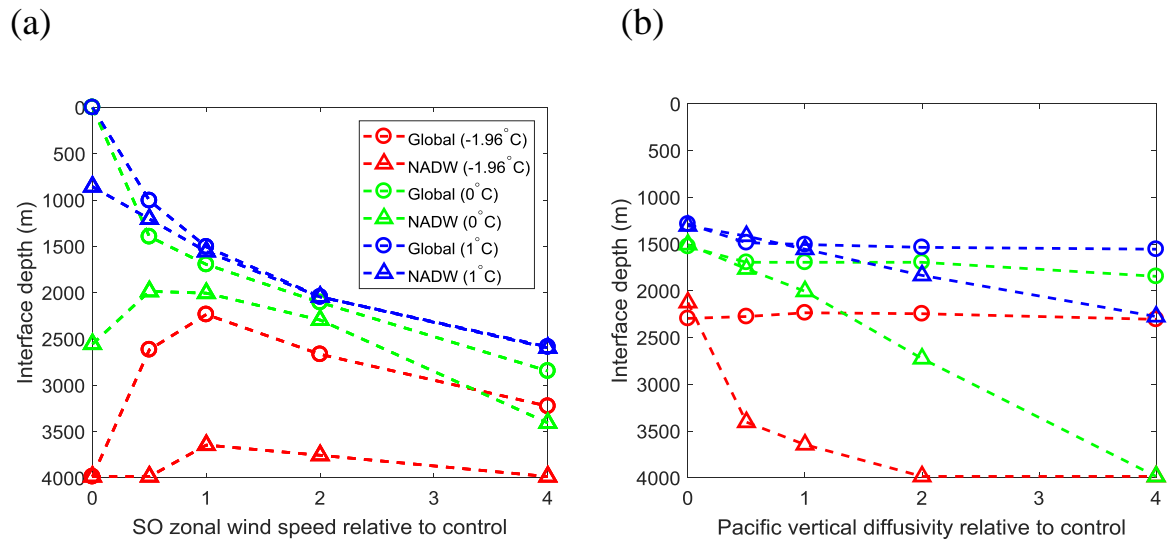 (a)
(b)
0
500
1000
1500
2000
2500
3000
3500
4000
Interface depth (m)
0
1
2
3
4
SO zonal wind speed relative to control
Global (-1.96°C)
NADW (-1.96°C)
Global (0°C)
NADW (0°C)
Global (1°C)
NADW (1°C)
0
500
1000
1500
2000
2500
3000
3500
4000
Interface depth (m)
0
1
2
3
4
Pacific vertical diffusivity relative to control